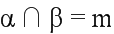 α ∩ β = m